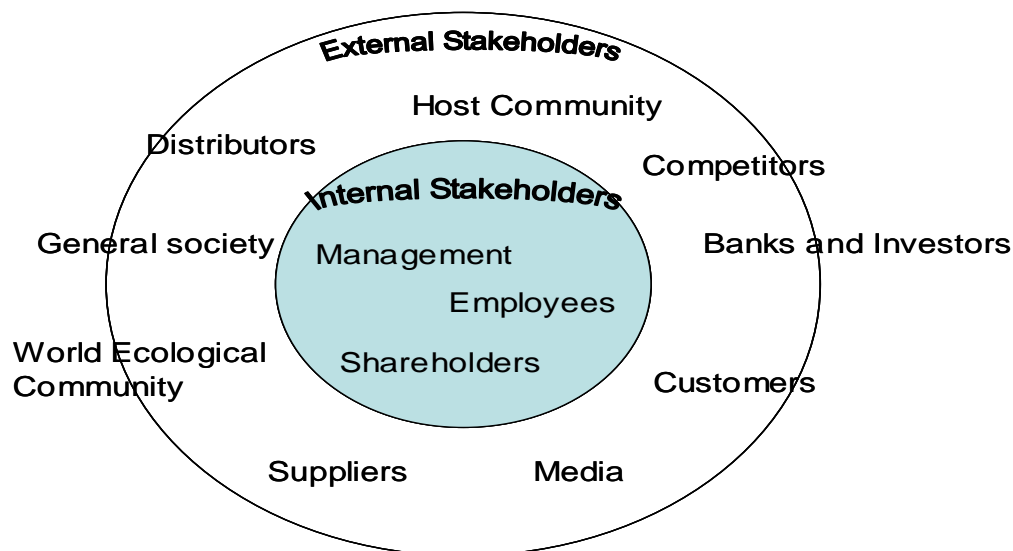 External Stakeholders
Host Community
Distributors
Competitors
Internal Stakeholders
General society
Banks and Investors
Management
Employees
World Ecological
Community
Shareholders
Customers
Suppliers
Media